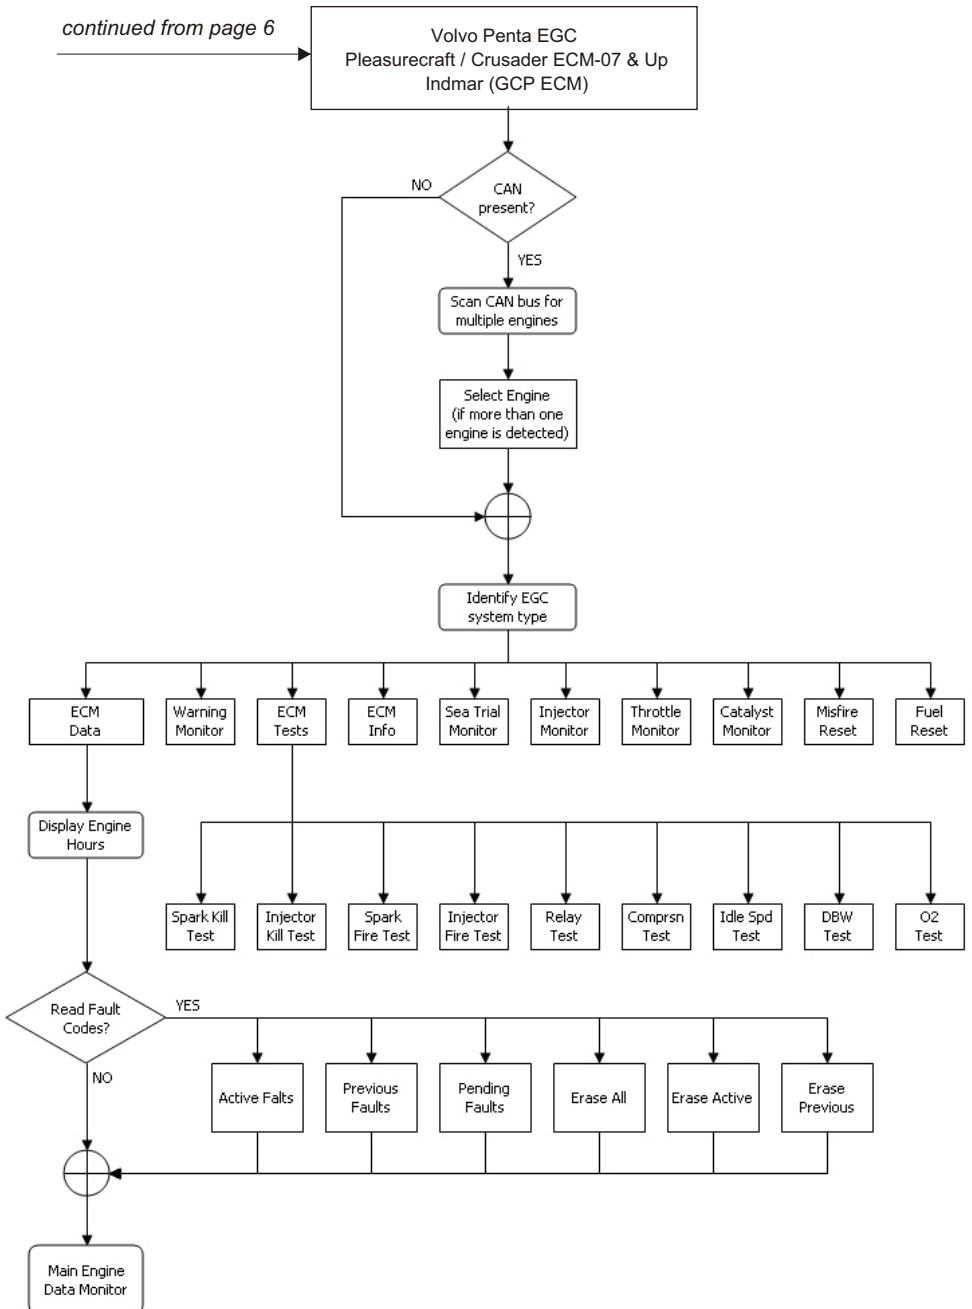 continued from page 6
Volvo Penta EGC
Pleasurecraft / Crusader ECM-07 & Up
Indmar (GCP ECM)
NO
CAN
present?
YES
Scan CAN bus for
multiple engines
Select Engine
(if more than one
engine is detected)
Identify EGC
system type
ECM
Data
Warning
Monitor
ECM
Tests
ECM
Info
Sea Trial
Monitor
Injector
Monitor
Throttle
Monitor
Catalyst
Monitor
Misfire
Reset
Fuel
Reset
Display Engine
Hours
Spark Kill
Test
Injector
Kill Test
Spark
Fire Test
Injector
Fire Test
Relay
Test
Comprsn
Test
Idle Spd
Test
DBW
Test
O2
Test
Read Fault
Codes?
YES
NO
Active Falts
Previous
Faults
Pending
Faults
Erase All
Erase Active
Erase
Previous
Main Engine
Data Monitor